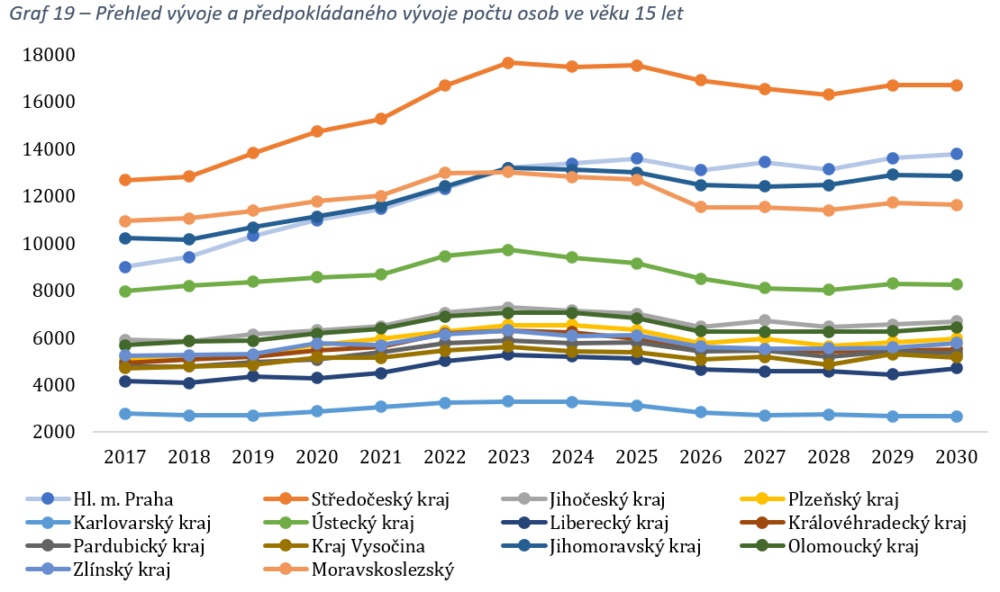 Graf 19 – Přehled vývoje a předpokládaného vývoje počtu osob ve věku 15 let
18000
16000
14000
12000
10000
8000
6000
4000
2000
2017 2018 2019 2020 2021 2022 2023 2024 2025 2026 2027 2028 2029 2030
Hl. m. Praha Středočeský kraj Jihočeský kraj Plzeňský kraj
Karlovarský kraj Ústecký kraj Liberecký kraj Královéhradecký kraj
Pardubický kraj Kraj Vysočina Jihomoravský kraj Olomoucký kraj
Zlínský kraj Moravskoslezský